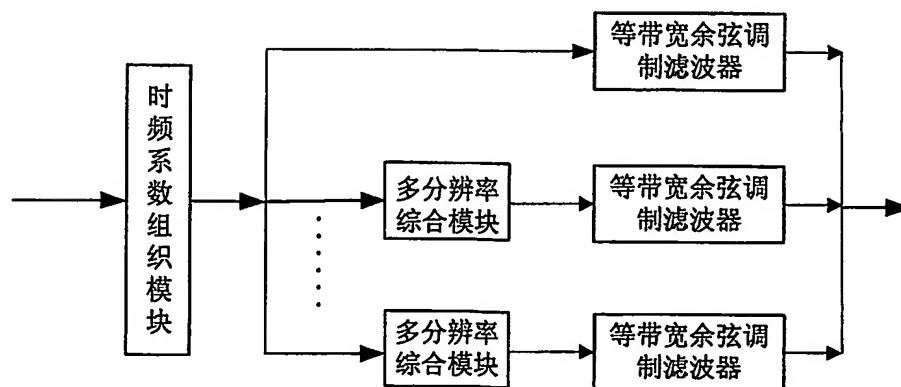 时频系数组织模块
等带宽余弦调
制滤波器
多分辨率
综合模块
等带宽余弦调
制滤波器
多分辨率
综合模块
等带宽余弦调
制滤波器